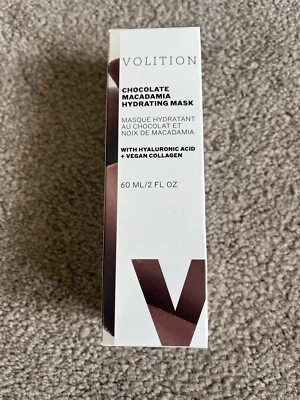 VOLITION
CHOCOLATE
MACADAMIA
HYDRATING MASK
MASQUE HYDRATANT
AU CHOCOLAT ET
NOIX DE MACADAMIA
WITH HYALURONIC ACID
+ VEGAN COLLAGEN
60 ML/2 FL OZ
V